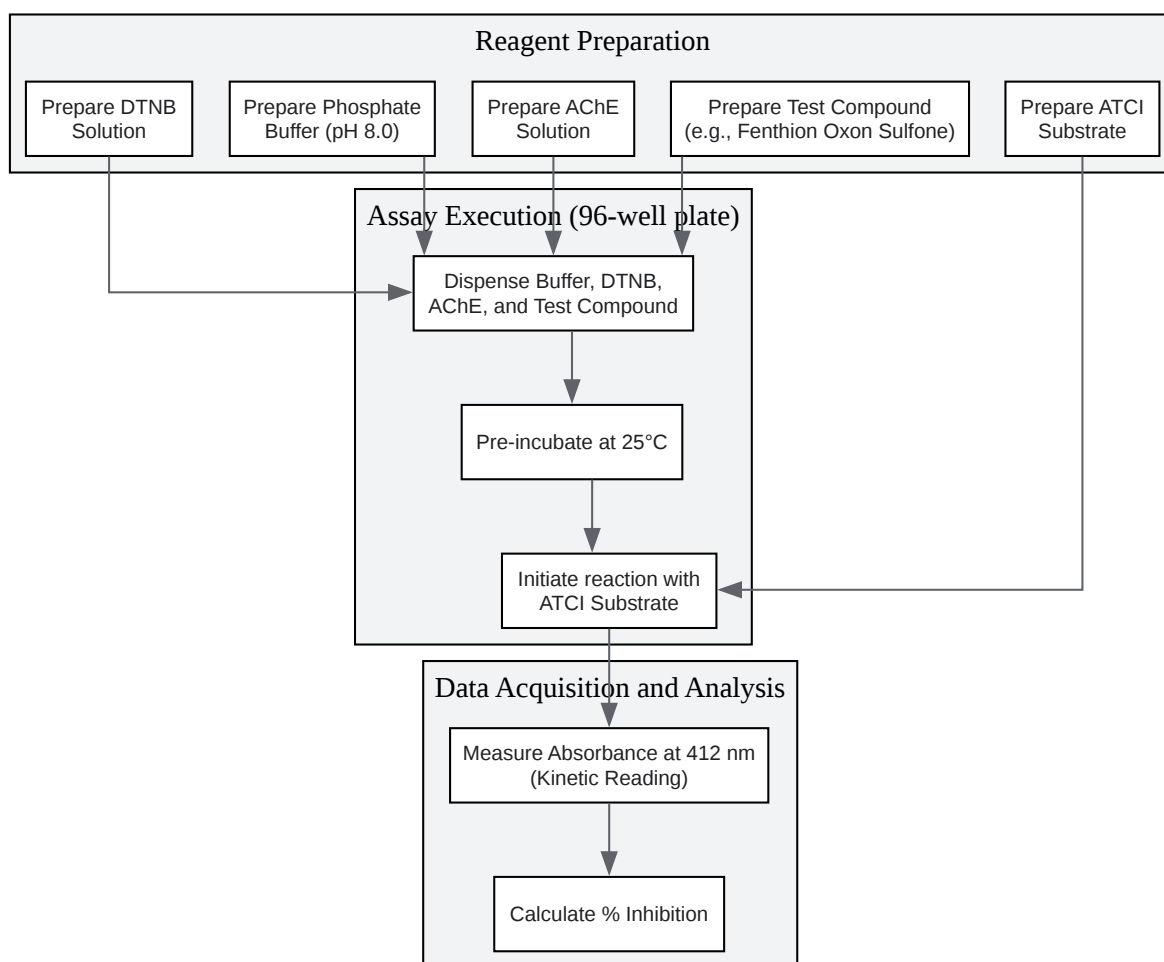 Reagent Preparation
Prepare DTNB
Solution
Prepare Phosphate
Buffer (pH 8.0)
Prepare AChE
Solution
Prepare Test Compound
(e.g., Fenthion Oxon Sulfone)
Prepare ATCI
Substrate
Assay Execution (96-well plate)
Dispense Buffer, DTNB,
AChE, and Test Compound
Pre-incubate at 25°C
Initiate reaction with
ATCI Substrate
Data Acquisition and Analysis
Measure Absorbance at 412 nm
(Kinetic Reading)
Calculate % Inhibition